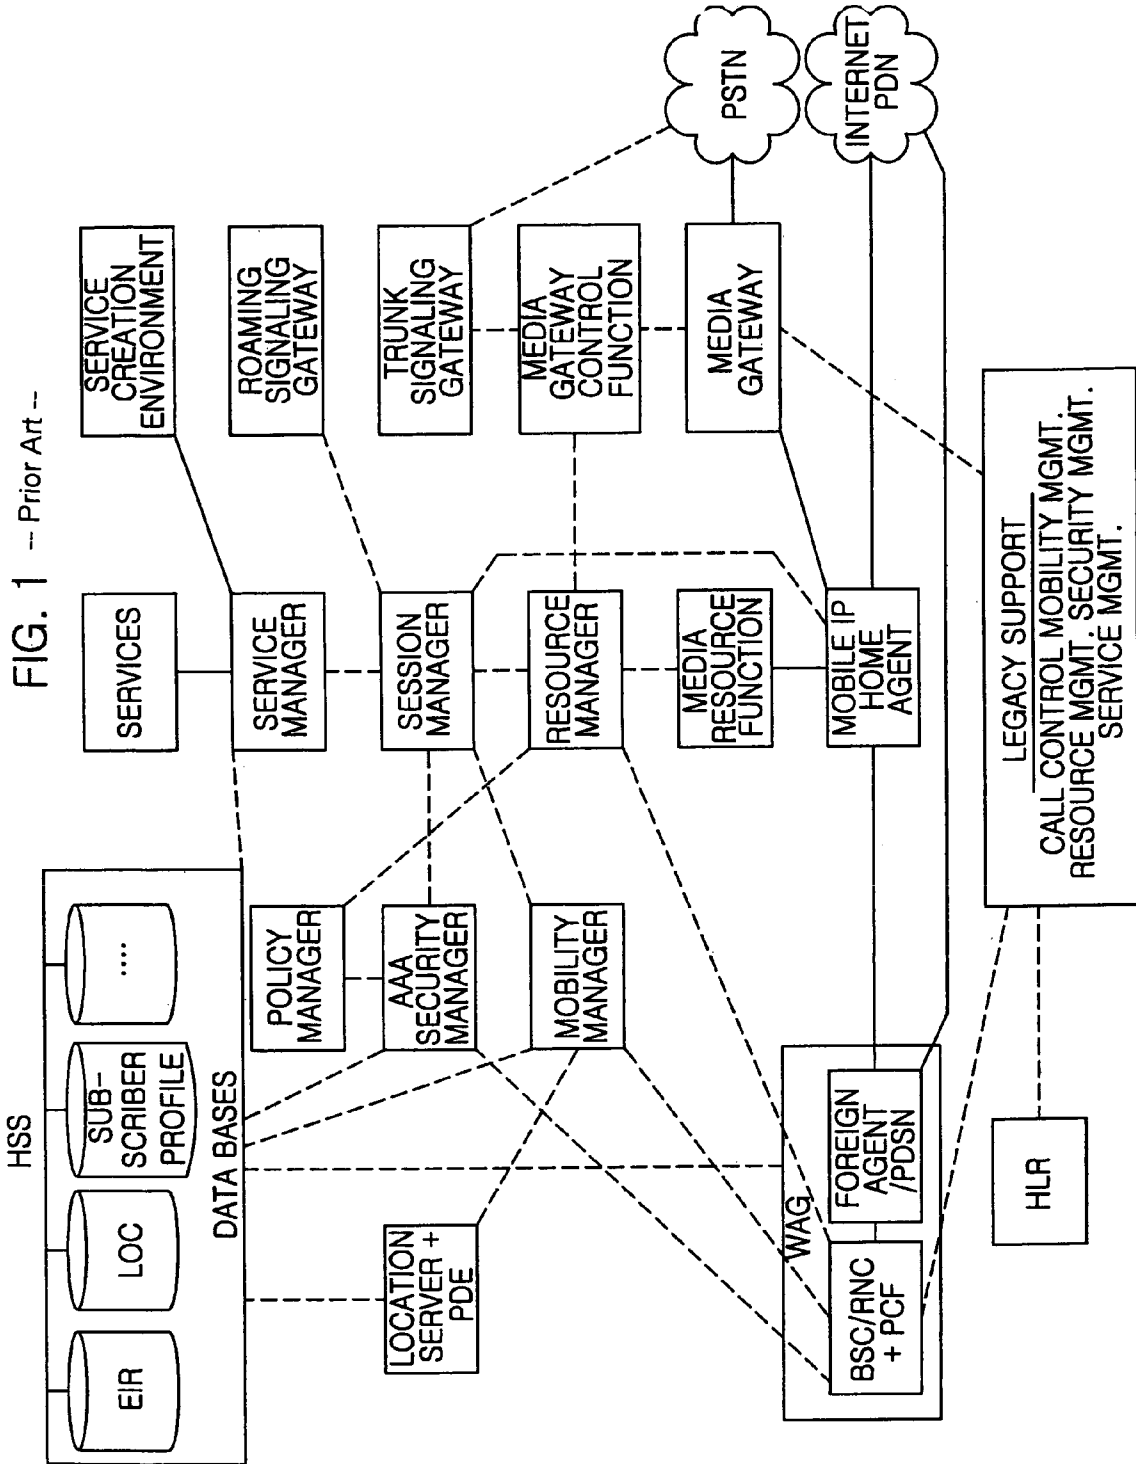 FIG. 1 -- Prior Art --
HSS
EIR
LOC
SUB-
SCRIBER
PROFILE
....
DATA BASES
SERVICES
SERVICE
CREATION
ENVIRONMENT
SERVICE
MANAGER
ROAMING
SIGNALING
GATEWAY
POLICY
MANAGER
LOCATION
SERVER +
PDE
AAA
SECURITY
MANAGER
SESSION
MANAGER
TRUNK
SIGNALING
GATEWAY
MOBILITY
MANAGER
RESOURCE
MANAGER
MEDIA
GATEWAY
CONTROL
FUNCTION
MEDIA
RESOURCE
FUNCTION
MEDIA
GATEWAY
PSTN
WAG
BSC/RNC
+ PCF
FOREIGN
AGENT
/PDSN
MOBILE IP
HOME
AGENT
INTERNET
PDN
HLR
LEGACY SUPPORT
CALL CONTROL MOBILITY MGMT.
RESOURCE MGMT. SECURITY MGMT.
SERVICE MGMT.